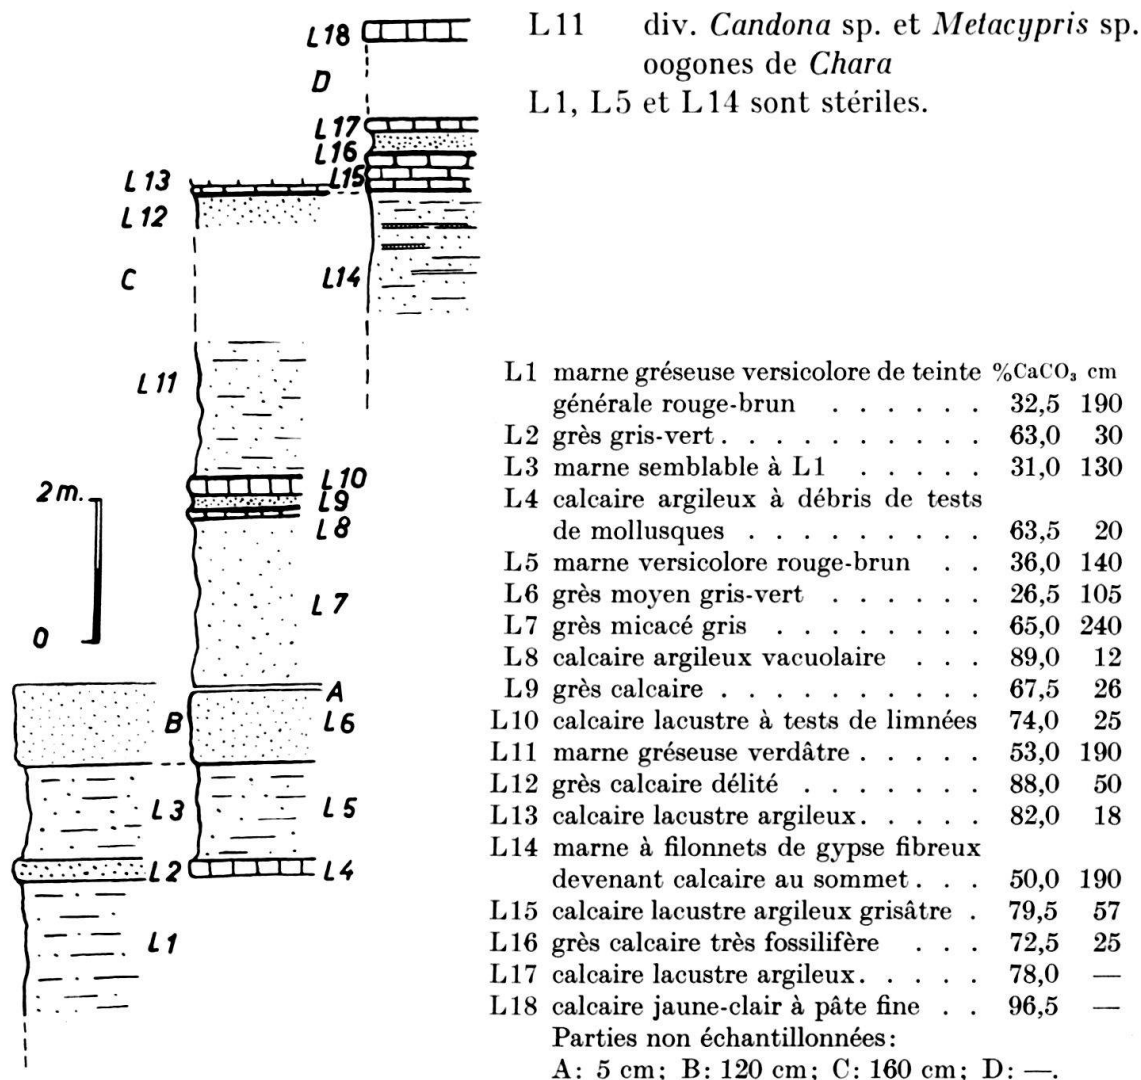 L11 div. Candona sp. et Metacypris sp.
oogones de Chara
L1, L5 et L14 sont stériles.
L18
D
L17
L16
L15
L13
L12
C
L14
L11
L10
L9
L8
2 m.
L7
0
A
B
L6
L3
L5
L2
L4
L1
%CaCO₃ cm
L1 marne gréseuse versicolore de teinte
générale rouge-brun . . . . . . 32,5 190
L2 grès gris-vert . . . . . . . . . . 63,0 30
L3 marne semblable à L1 . . . . . 31,0 130
L4 calcaire argileux à débris de tests
de mollusques . . . . . . . . . 63,5 20
L5 marne versicolore rouge-brun . . 36,0 140
L6 grès moyen gris-vert . . . . . . 26,5 105
L7 grès micacé gris . . . . . . . . 65,0 240
L8 calcaire argileux vacuolaire . . . 89,0 12
L9 grès calcaire . . . . . . . . . . 67,5 26
L10 calcaire lacustre à tests de limnées 74,0 25
L11 marne gréseuse verdâtre . . . . . 53,0 190
L12 grès calcaire délité . . . . . . . 88,0 50
L13 calcaire lacustre argileux . . . . . 82,0 18
L14 marne à filonnets de gypse fibreux
devenant calcaire au sommet . . . 50,0 190
L15 calcaire lacustre argileux grisâtre . 79,5 57
L16 grès calcaire très fossilifère . . . 72,5 25
L17 calcaire lacustre argileux . . . . . 78,0 —
L18 calcaire jaune-clair à pâte fine . . 96,5 —
Parties non échantillonnées:
A: 5 cm; B: 120 cm; C: 160 cm; D: —.